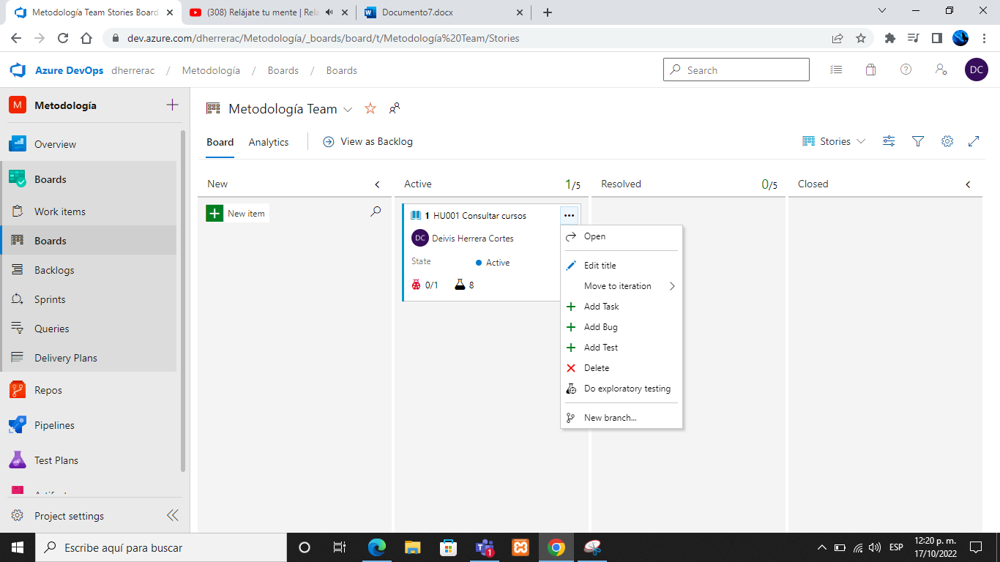 Metodología Team Stories Board
(308) Relájate tu mente | Rela
Documento7.docx
dev.azure.com/dherrerac/Metodología/_boards/board/t/Metodología%20Team/Stories
Azure DevOps dherrerac / Metodología / Boards / Boards
Search
DC
M Metodología
Overview
Boards
Work items
Boards
Backlogs
Sprints
Queries
Delivery Plans
Repos
Pipelines
Test Plans
Project settings
Metodología Team
Board Analytics View as Backlog
Stories
New
Active 1/5
Resolved 0/5
Closed
New item
1 HU001 Consultar cursos
DC Deivis Herrera Cortes
State Active
0/1 8
Open
Edit title
Move to iteration
Add Task
Add Bug
Add Test
Delete
Do exploratory testing
New branch...
Escribe aquí para buscar
1
ESP
12:20 p. m.
17/10/2022